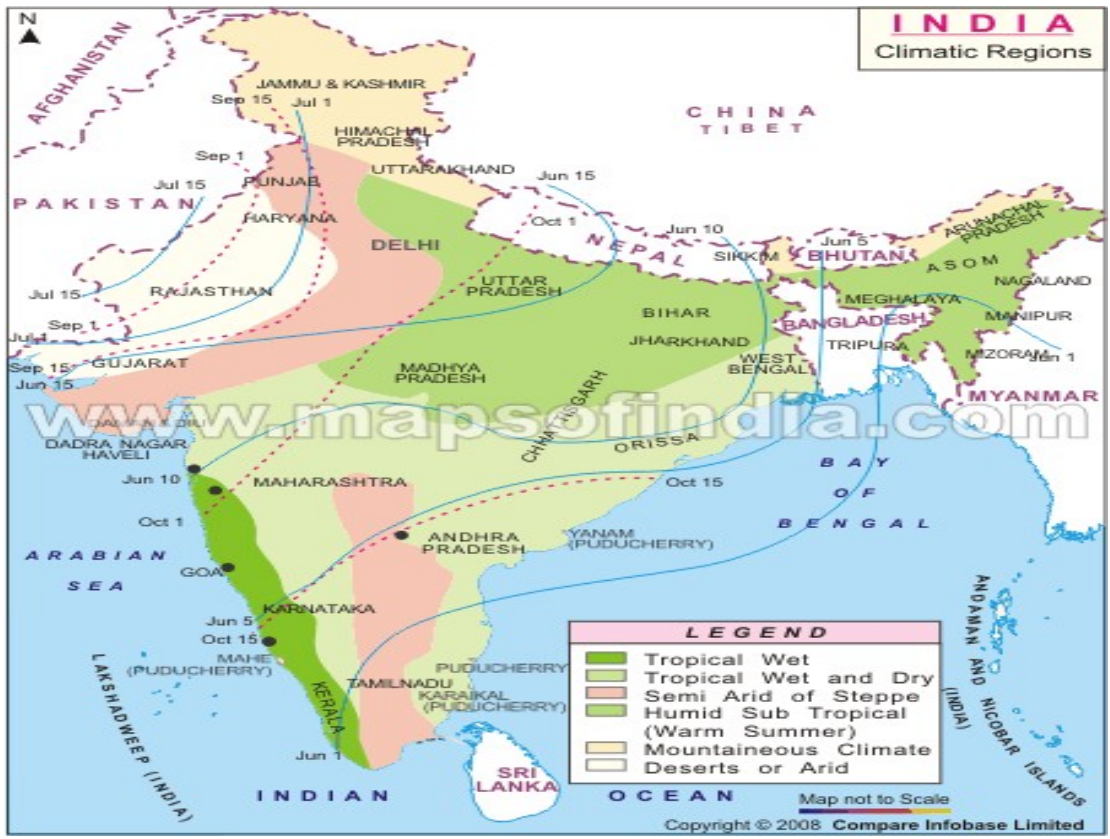 N
INDIA
Climatic Regions
AFGHANISTAN
JAMMU & KASHMIR
Sep 15
Jul 1
CHINA
TIBET
HIMACHAL
PRADESH
Sep 1
UTTARAKHAND
Jul 15
PUNJAB
Jun 15
PAKISTAN
HARYANA
Oct 1
Jun 10
ARUNACHAL
PRADESH
DELHI
NEPAL
SIKKIM
Jun 5
BHUTAN
ASOM
NAGALAND
Jul 15
RAJASTHAN
UTTAR
PRADESH
MEGHALAYA
BIHAR
MANIPUR
Sep 1
BANGLADESH
Jul 1
JHARKHAND
TRIPURA
MIZORAM
Jun 1
Sep 15
GUJARAT
MADHYA
PRADESH
WEST
BENGAL
Jun 15
MYANMAR
www.mapsofindia.com
DAMAN & DIU
CHHATTISGARH
DADRA NAGAR
HAVELI
ORISSA
BAY
OF
BENGAL
Jun 10
MAHARASHTRA
Oct 15
Oct 1
ANDHRA
PRADESH
YANAM
(PUDUCHERRY)
ARABIAN
SEA
GOA
KARNATAKA
Jun 5
Oct 15
MAHE
(PUDUCHERRY)
PUDUCHERRY
TAMILNADU
KARAIKAL
(PUDUCHERRY)
KERALA
LAKSHADWEEP (INDIA)
Jun 1
SRI
LANKA
INDIAN OCEAN
ANDAMAN AND NICOBAR ISLANDS
(INDIA)
LEGEND
Tropical Wet
Tropical Wet and Dry
Semi Arid of Steppe
Humid Sub Tropical
(Warm Summer)
Mountaineous Climate
Deserts or Arid
Map not to Scale
Copyright © 2008 Compare Infobase Limited